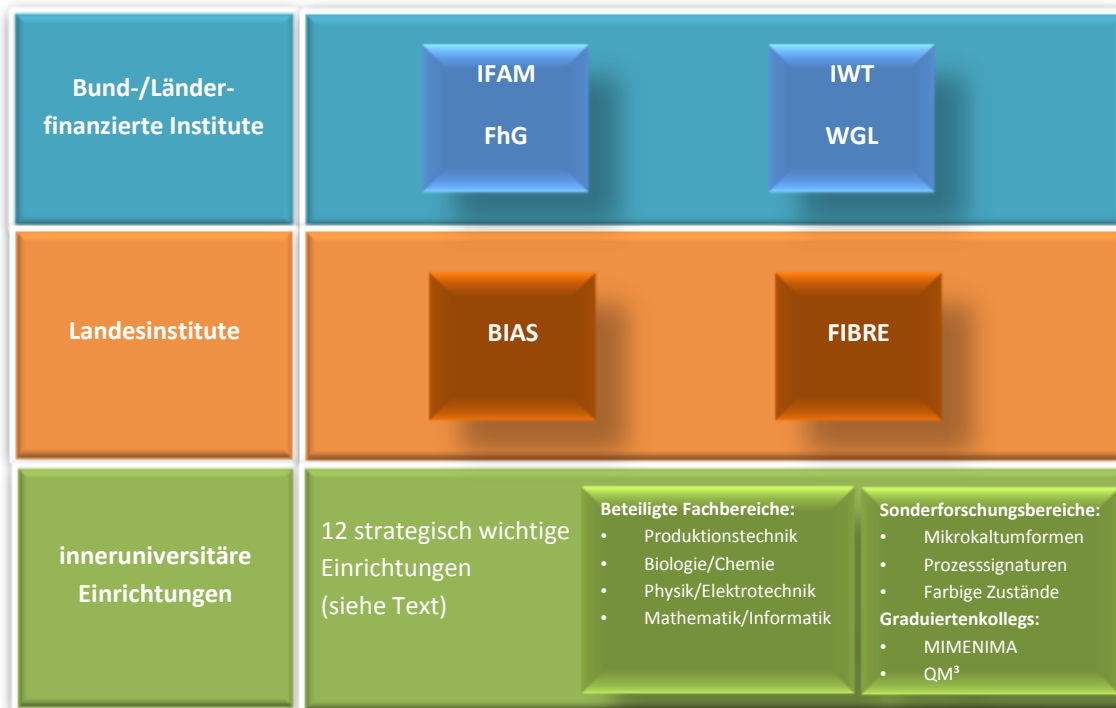 Bund-/Länder-
finanzierte Institute
IFAM
FhG
IWT
WGL
Landesinstitute
BIAS
FIBRE
inneruniversitäre
Einrichtungen
12 strategisch wichtige
Einrichtungen
(siehe Text)
Beteiligte Fachbereiche:
• Produktionstechnik
• Biologie/Chemie
• Physik/Elektrotechnik
• Mathematik/Informatik
Sonderforschungsbereiche:
• Mikrokaltumformen
• Prozesssignaturen
• Farbige Zustände
Graduiertenkollegs:
• MIMENIMA
• QM³